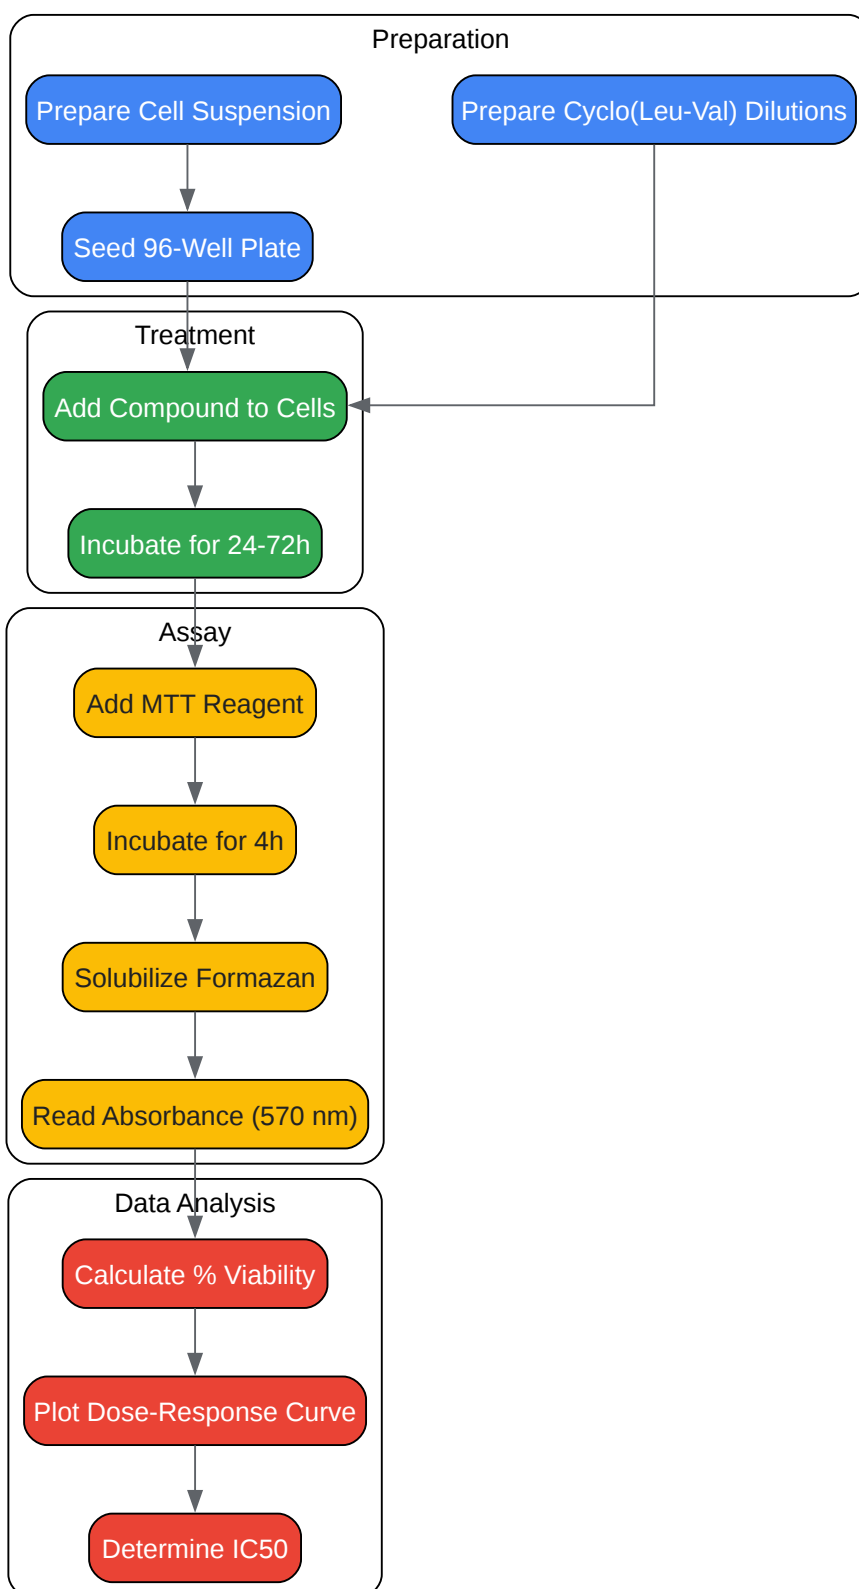 Preparation
Prepare Cell Suspension
Prepare Cyclo(Leu-Val) Dilutions
Seed 96-Well Plate
Treatment
Add Compound to Cells
Incubate for 24-72h
Assay
Add MTT Reagent
Incubate for 4h
Solubilize Formazan
Read Absorbance (570 nm)
Data Analysis
Calculate % Viability
Plot Dose-Response Curve
Determine IC50